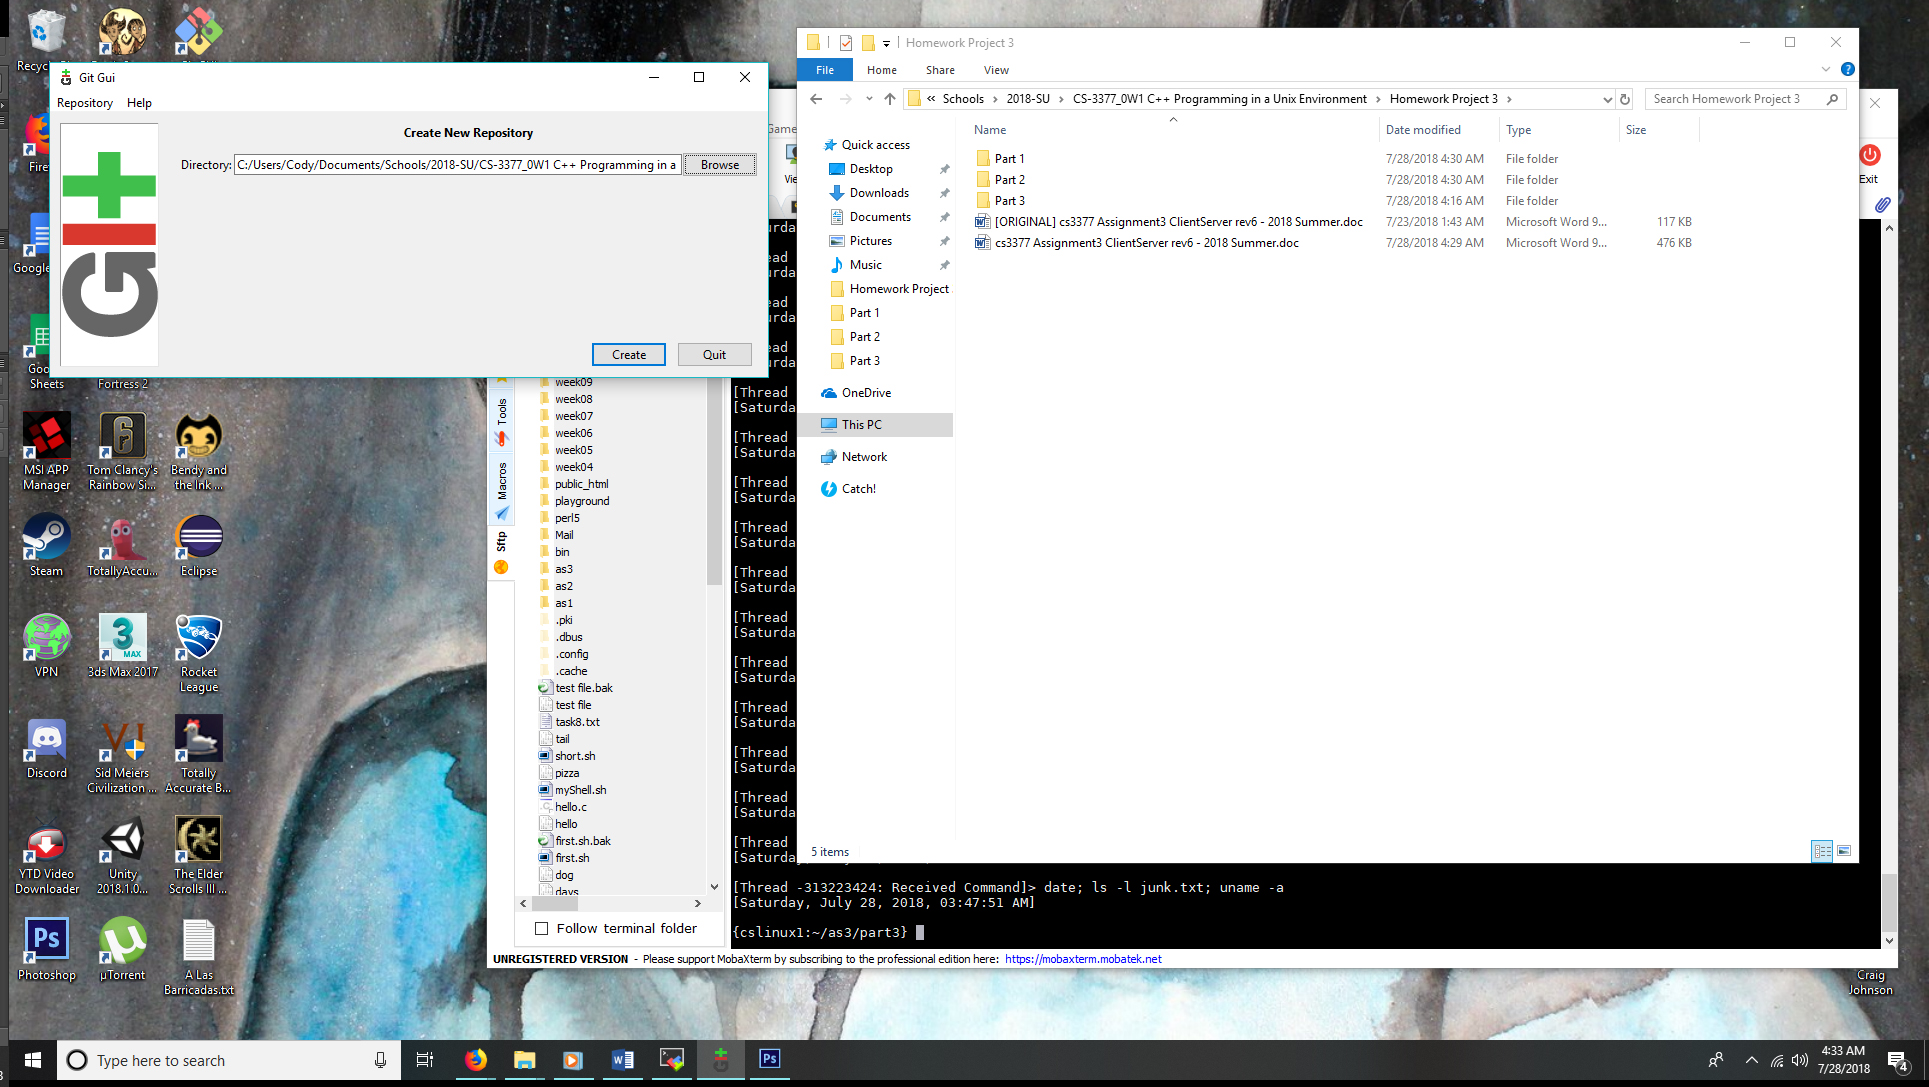 Recycl
Git Gui
Repository Help
Create New Repository
Directory: C:/Users/Cody/Documents/Schools/2018-SU/CS-3377_0W1 C++ Programming in a Browse
Create Quit
GIT
Firef
Google
Goo
Sheets
Fortress 2
MSI APP
Manager
Tom Clancy's
Rainbow Si...
Bendy and
the Ink ...
Steam
TotallyAccu...
Eclipse
VPN
3ds Max 2017
Rocket
League
Discord
Sid Meiers
Civilization ...
Totally
Accurate B...
YTD Video
Downloader
Unity
2018.1.0...
The Elder
Scrolls III ...
Photoshop
µTorrent
A Las
Barricadas.txt
Homework Project 3
File Home Share View
« Schools › 2018-SU › CS-3377_0W1 C++ Programming in a Unix Environment › Homework Project 3 ›
Search Homework Project 3
Name Date modified Type Size
Part 1 7/28/2018 4:30 AM File folder
Part 2 7/28/2018 4:30 AM File folder
Part 3 7/28/2018 4:16 AM File folder
[ORIGINAL] cs3377 Assignment3 ClientServer rev6 - 2018 Summer.doc 7/23/2018 1:43 AM Microsoft Word 9... 117 KB
cs3377 Assignment3 ClientServer rev6 - 2018 Summer.doc 7/28/2018 4:29 AM Microsoft Word 9... 476 KB
Quick access
Desktop
Downloads
Documents
Pictures
Music
Homework Project
Part 1
Part 2
Part 3
OneDrive
This PC
Network
Catch!
5 items
Game
Vie
Exit
Tools
Macros
Sftp
week09
week08
week07
week06
week05
week04
public_html
playground
perl5
Mail
bin
as3
as2
as1
.pki
.dbus
.config
.cache
test file.bak
test file
task8.txt
tail
short.sh
pizza
myShell.sh
hello.c
hello
first.sh.bak
first.sh
dog
days
Follow terminal folder
turda
ead
turda
ead
turda
ead
turda
[Thread
[Saturda
[Thread
[Saturda
[Thread
[Saturda
[Thread
[Saturda
[Thread
[Saturda
[Thread
[Saturda
[Thread
[Saturda
[Thread
[Saturda
[Thread
[Saturda
[Thread
[Saturda
[Thread
[Saturda
[Thread -313223424: Received Command]> date; ls -l junk.txt; uname -a
[Saturday, July 28, 2018, 03:47:51 AM]
{cslinux1:~/as3/part3}
UNREGISTERED VERSION - Please support MobaXterm by subscribing to the professional edition here: https://mobaxterm.mobatek.net
Craig
Johnson
Type here to search
4:33 AM
7/28/2018
4